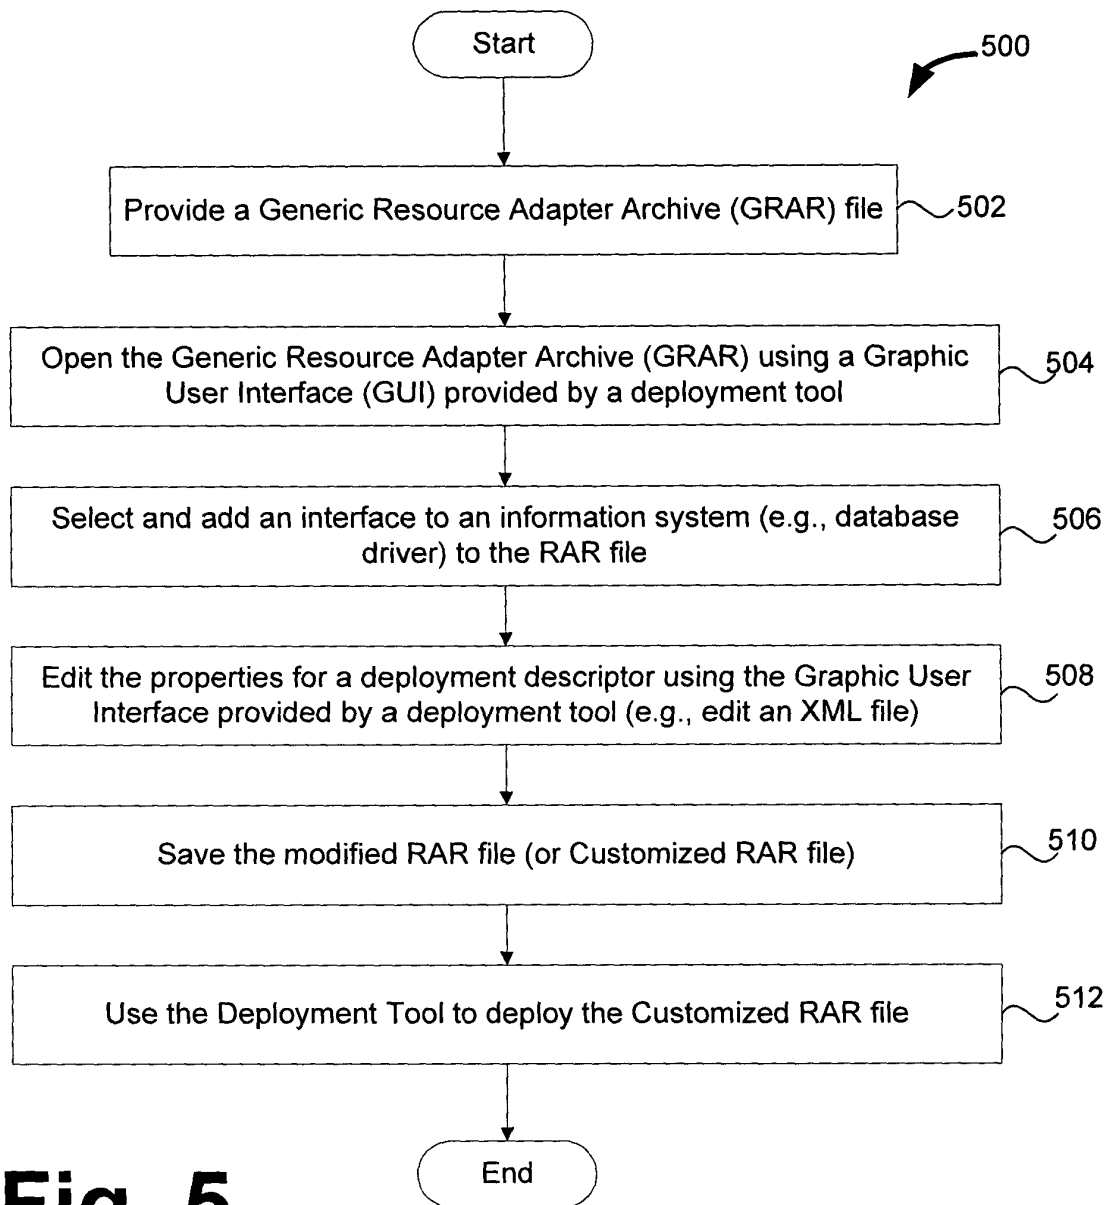 Start
500
Provide a Generic Resource Adapter Archive (GRAR) file
502
Open the Generic Resource Adapter Archive (GRAR) using a Graphic
User Interface (GUI) provided by a deployment tool
504
Select and add an interface to an information system (e.g., database
driver) to the RAR file
506
Edit the properties for a deployment descriptor using the Graphic User
Interface provided by a deployment tool (e.g., edit an XML file)
508
Save the modified RAR file (or Customized RAR file)
510
Use the Deployment Tool to deploy the Customized RAR file
512
End
Fig. 5